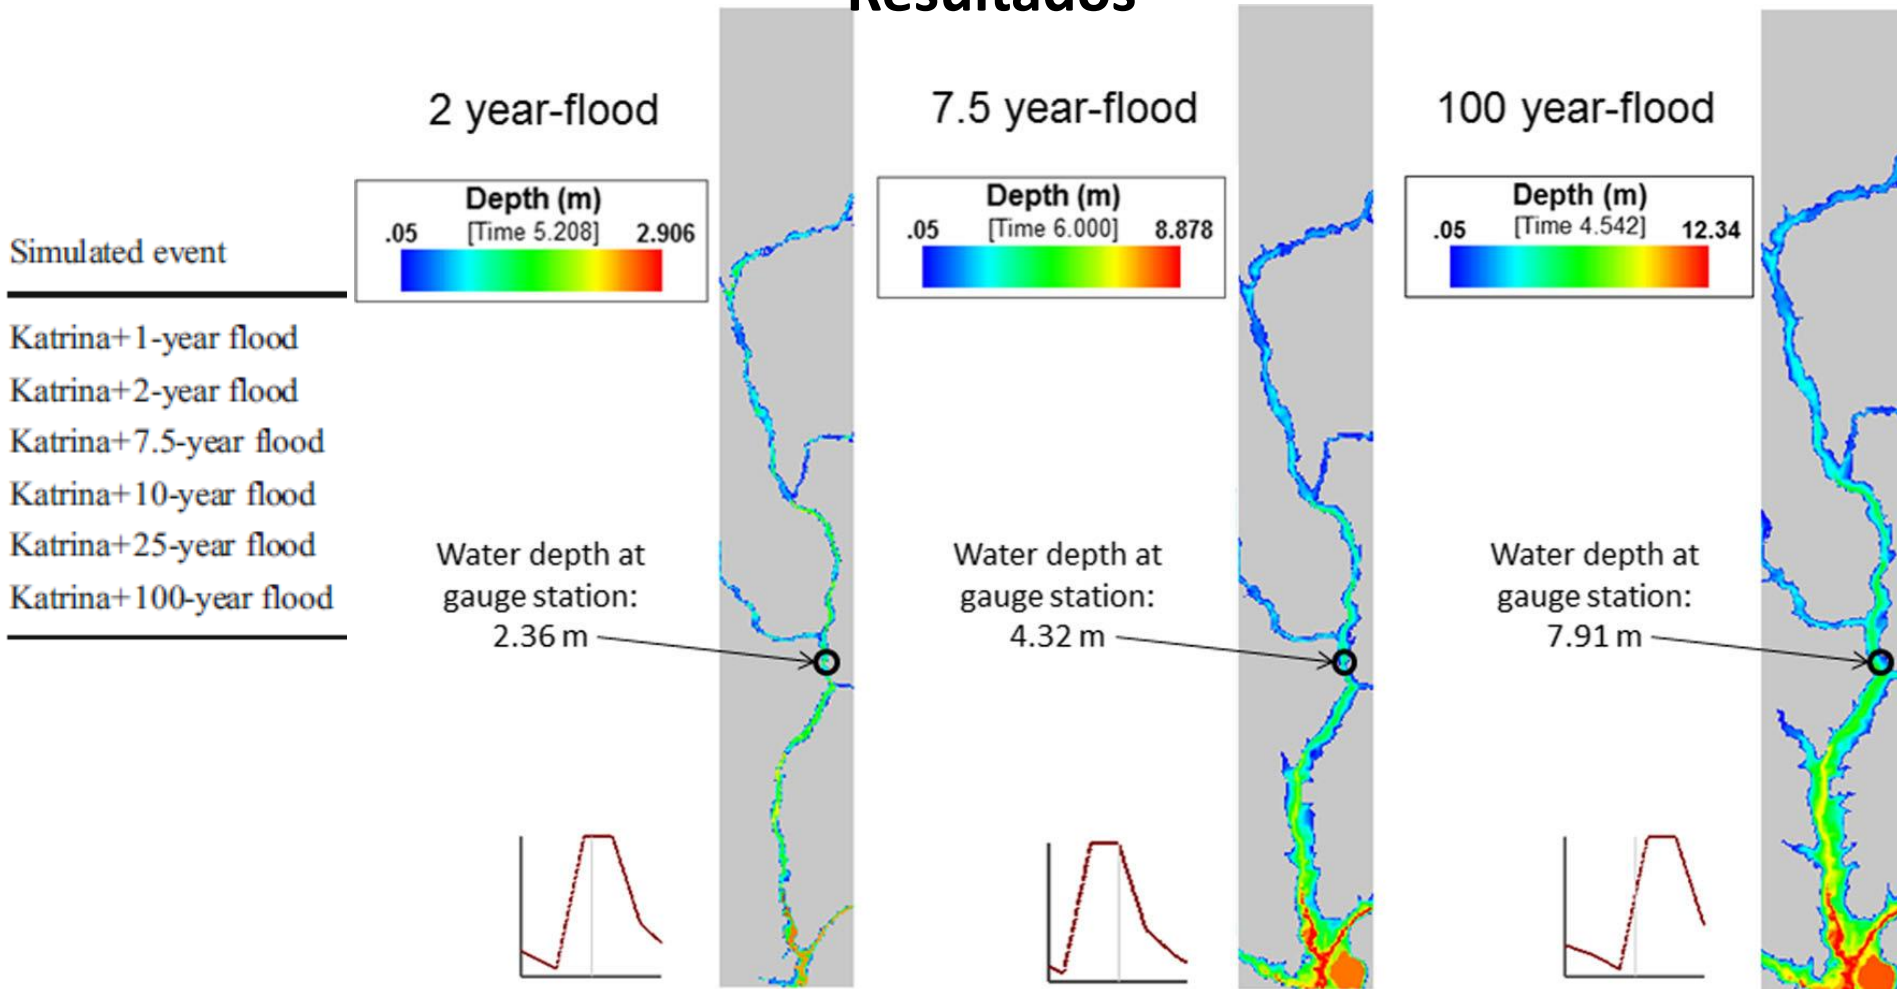 Resultados
Simulated event
Katrina+1-year flood
Katrina+2-year flood
Katrina+7.5-year flood
Katrina+10-year flood
Katrina+25-year flood
Katrina+100-year flood
2 year-flood
Depth (m)
.05 [Time 5.208] 2.906
Water depth at
gauge station:
2.36 m
7.5 year-flood
Depth (m)
.05 [Time 6.000] 8.878
Water depth at
gauge station:
4.32 m
100 year-flood
Depth (m)
.05 [Time 4.542] 12.34
Water depth at
gauge station:
7.91 m